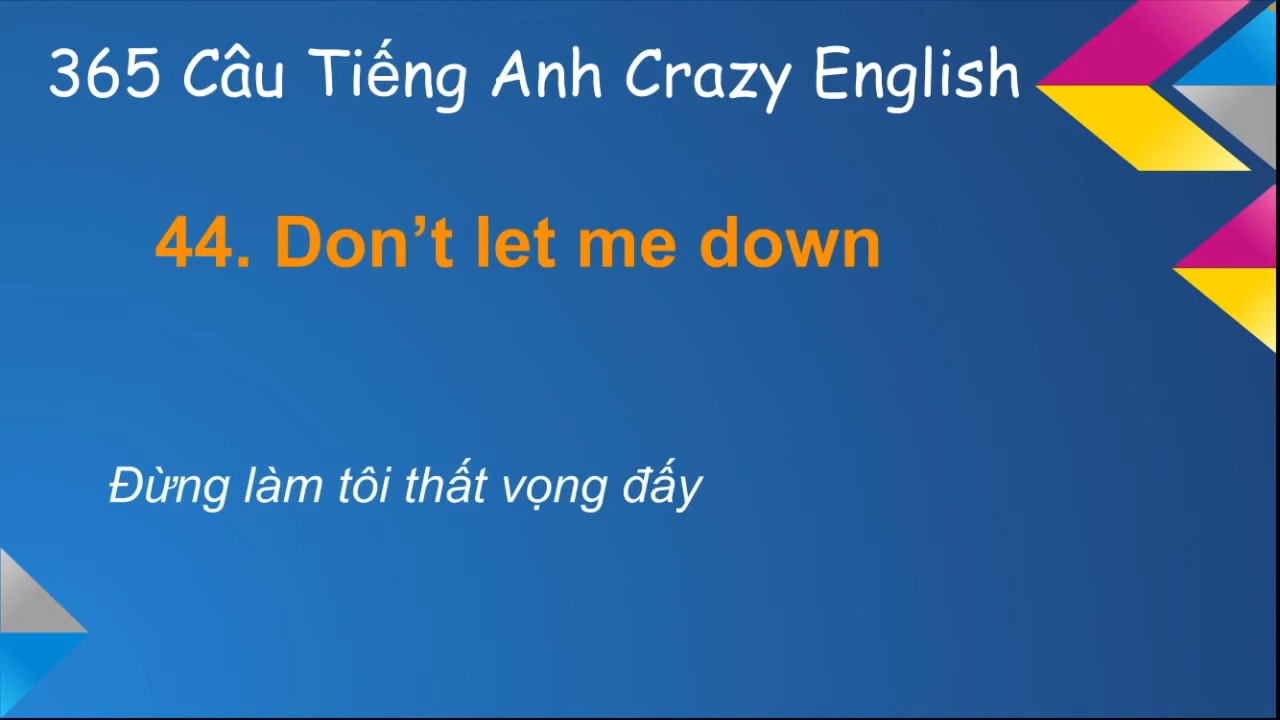 365 Câu Tiếng Anh Crazy English
44. Don’t let me down
Đừng làm tôi thất vọng đấy